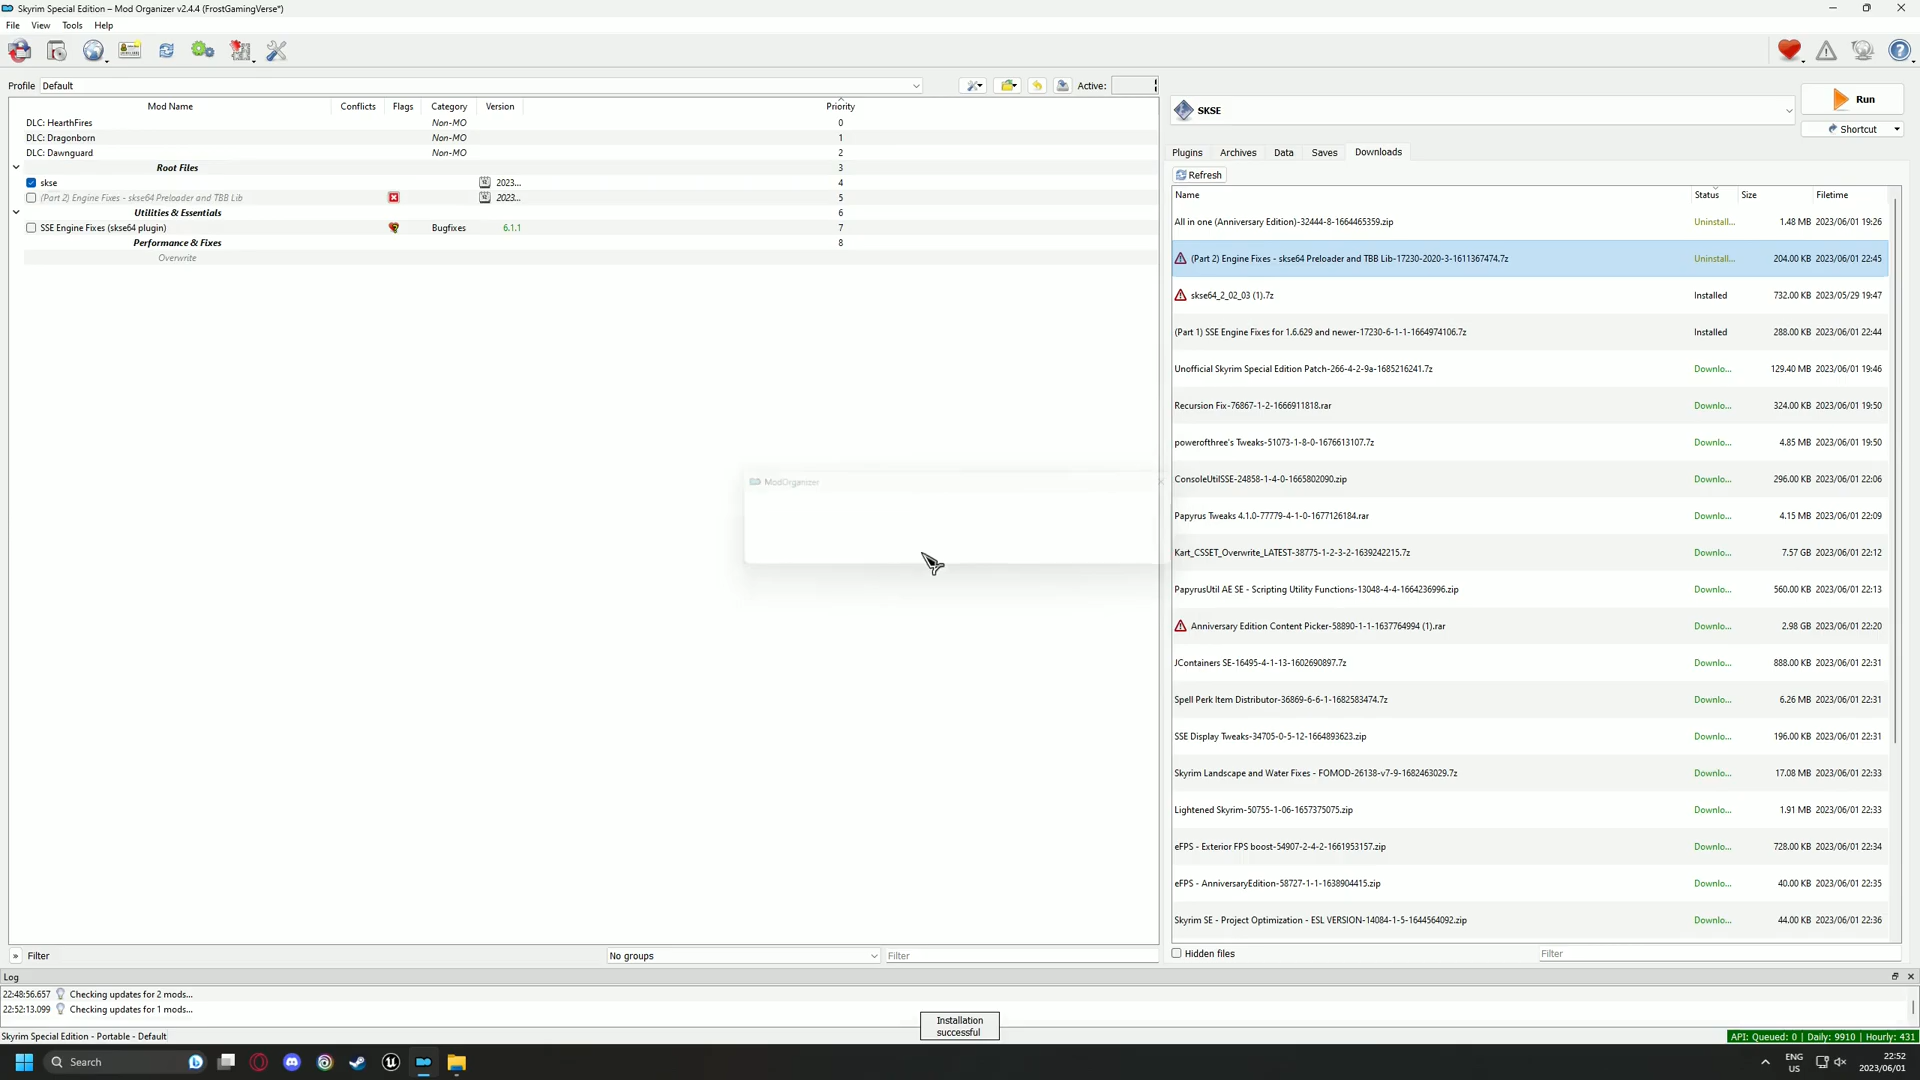 Skyrim Special Edition – Mod Organizer v2.4.4 (FrostGamingVerse*)
File View Tools Help
Profile Default Active:
SKSE
Run
Shortcut
Mod Name Conflicts Flags Category Version Priority
DLC: HearthFires Non-MO 0
DLC: Dragonborn Non-MO 1
DLC: Dawnguard Non-MO 2
Root Files 3
skse 2023... 4
(Part 2) Engine Fixes - skse64 Preloader and TBB Lib 2023... 5
Utilities & Essentials 6
SSE Engine Fixes (skse64 plugin) Bugfixes 6.1.1 7
Performance & Fixes 8
Overwrite
ModOrganizer
Plugins Archives Data Saves Downloads
Refresh
Name Status Size Filetime
All in one (Anniversary Edition)-32444-8-1664465359.zip Uninstall... 1.48 MB 2023/06/01 19:26
(Part 2) Engine Fixes - skse64 Preloader and TBB Lib-17230-2020-3-1611367474.7z Uninstall... 204.00 KB 2023/06/01 22:45
skse64_2_02_03 (1).7z Installed 732.00 KB 2023/05/29 19:47
(Part 1) SSE Engine Fixes for 1.6.629 and newer-17230-6-1-1-1664974106.7z Installed 288.00 KB 2023/06/01 22:44
Unofficial Skyrim Special Edition Patch-266-4-2-9a-1685216241.7z Downlo... 129.40 MB 2023/06/01 19:46
Recursion Fix-76867-1-2-1666911818.rar Downlo... 324.00 KB 2023/06/01 19:50
powerofthree's Tweaks-51073-1-8-0-1676613107.7z Downlo... 4.85 MB 2023/06/01 19:50
ConsoleUtilSSE-24858-1-4-0-1665802090.zip Downlo... 296.00 KB 2023/06/01 22:06
Papyrus Tweaks 4.1.0-77779-4-1-0-1677126184.rar Downlo... 4.15 MB 2023/06/01 22:09
Kart_CSSET_Overwrite_LATEST-38775-1-2-3-2-1639242215.7z Downlo... 7.57 GB 2023/06/01 22:12
PapyrusUtil AE SE - Scripting Utility Functions-13048-4-4-1664236996.zip Downlo... 560.00 KB 2023/06/01 22:13
Anniversary Edition Content Picker-58890-1-1-1637764994 (1).rar Downlo... 2.98 GB 2023/06/01 22:20
JContainers SE-16495-4-1-13-1602690897.7z Downlo... 888.00 KB 2023/06/01 22:31
Spell Perk Item Distributor-36869-6-6-1-1682583474.7z Downlo... 6.26 MB 2023/06/01 22:31
SSE Display Tweaks-34705-0-5-12-1664893623.zip Downlo... 196.00 KB 2023/06/01 22:31
Skyrim Landscape and Water Fixes - FOMOD-26138-v7-9-1682463029.7z Downlo... 17.08 MB 2023/06/01 22:33
Lightened Skyrim-50755-1-06-1657375075.zip Downlo... 1.91 MB 2023/06/01 22:33
eFPS - Exterior FPS boost-54907-2-4-2-1661953157.zip Downlo... 728.00 KB 2023/06/01 22:34
eFPS - AnniversaryEdition-58727-1-1-1638904415.zip Downlo... 40.00 KB 2023/06/01 22:35
Skyrim SE - Project Optimization - ESL VERSION-14084-1-5-1644564092.zip Downlo... 44.00 KB 2023/06/01 22:36
» Filter No groups Filter
Hidden files Filter
Log
22:48:56.657 Checking updates for 2 mods...
22:52:13.099 Checking updates for 1 mods...
Installation
successful
Skyrim Special Edition - Portable - Default
API: Queued: 0 | Daily: 9910 | Hourly: 431
Search
ENG
US
22:52
2023/06/01